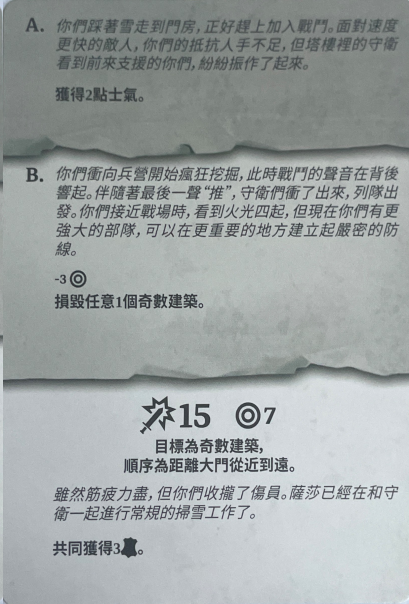 A. 你們踩著雪走到門房，正好趕上加入戰鬥。面對速度
更快的敵人，你們的抵抗人手不足，但塔樓裡的守衛
看到前來支援的你們，紛紛振作了起來。
獲得2點士氣。
B. 你們衝向兵營開始瘋狂挖掘，此時戰鬥的聲音在背後
響起。伴隨著最後一聲“推”，守衛們衝了出來，列隊出
發。你們接近戰場時，看到火光四起，但現在你們有更
強大的部隊，可以在更重要的地方建立起嚴密的防
線。
-3
損毀任意1個奇數建築。
15 7
目標為奇數建築，
順序為距離大門從近到遠。
雖然筋疲力盡，但你們收攏了傷員。薩莎已經在和守
衛一起進行常規的掃雪工作了。
共同獲得3。